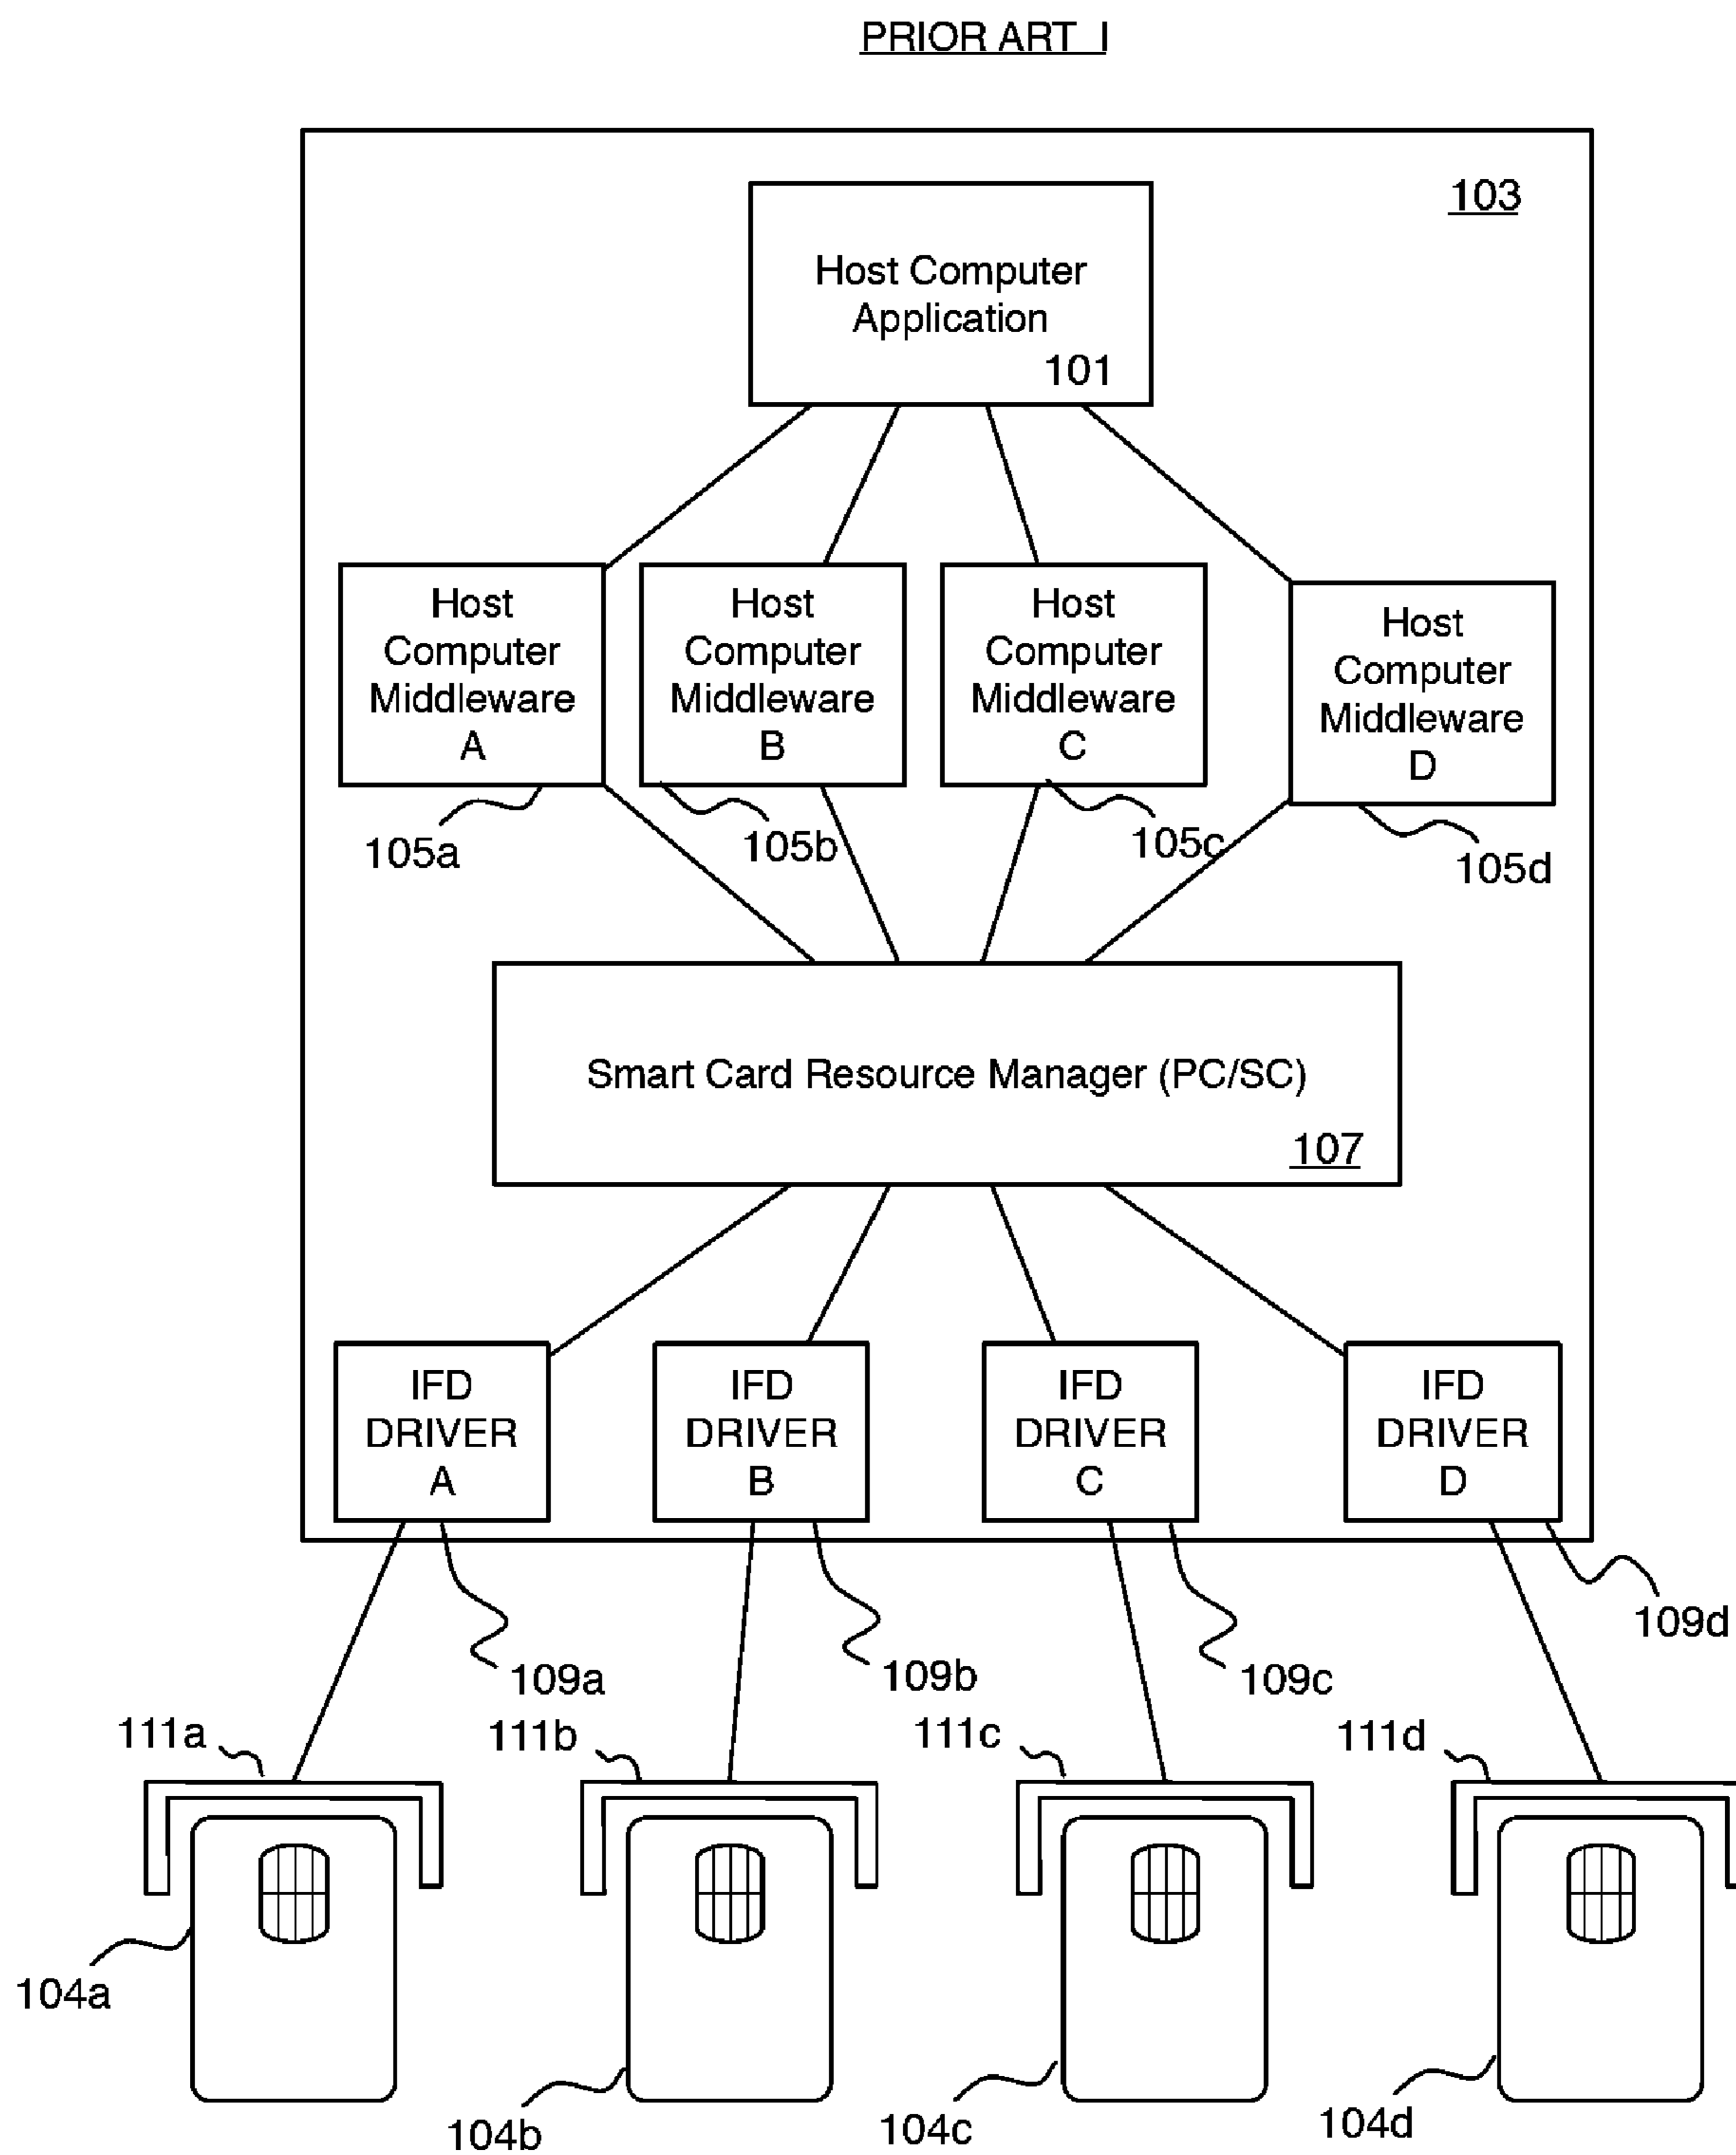 PRIOR ART I
103
Host Computer
Application
101
Host
Computer
Middleware
A
Host
Computer
Middleware
B
Host
Computer
Middleware
C
Host
Computer
Middleware
D
105a
105b
105c
105d
Smart Card Resource Manager (PC/SC)
107
IFD
DRIVER
A
IFD
DRIVER
B
IFD
DRIVER
C
IFD
DRIVER
D
109a
109b
109c
109d
111a
111b
111c
111d
104a
104b
104c
104d